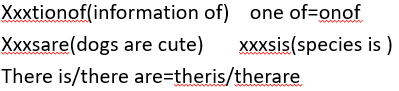 Xxxtionof(information of) one of=onof
Xxxsare(dogs are cute) xxxsis(species is )
There is/there are=theris/therare